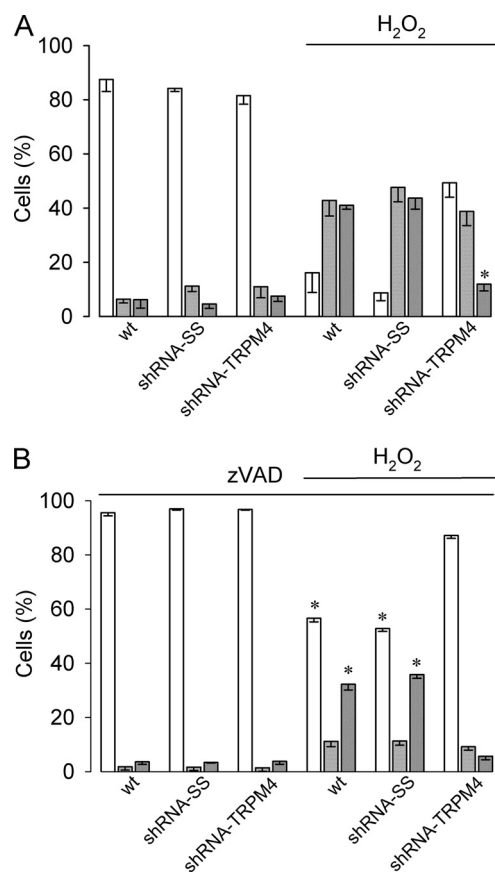 A
H₂O₂
Cells (%)
100
80
60
40
20
0
*
wt
shRNA-SS
shRNA-TRPM4
wt
shRNA-SS
shRNA-TRPM4
B
zVAD
H₂O₂
Cells (%)
100
80
60
40
20
0
*
*
*
*
wt
shRNA-SS
shRNA-TRPM4
wt
shRNA-SS
shRNA-TRPM4